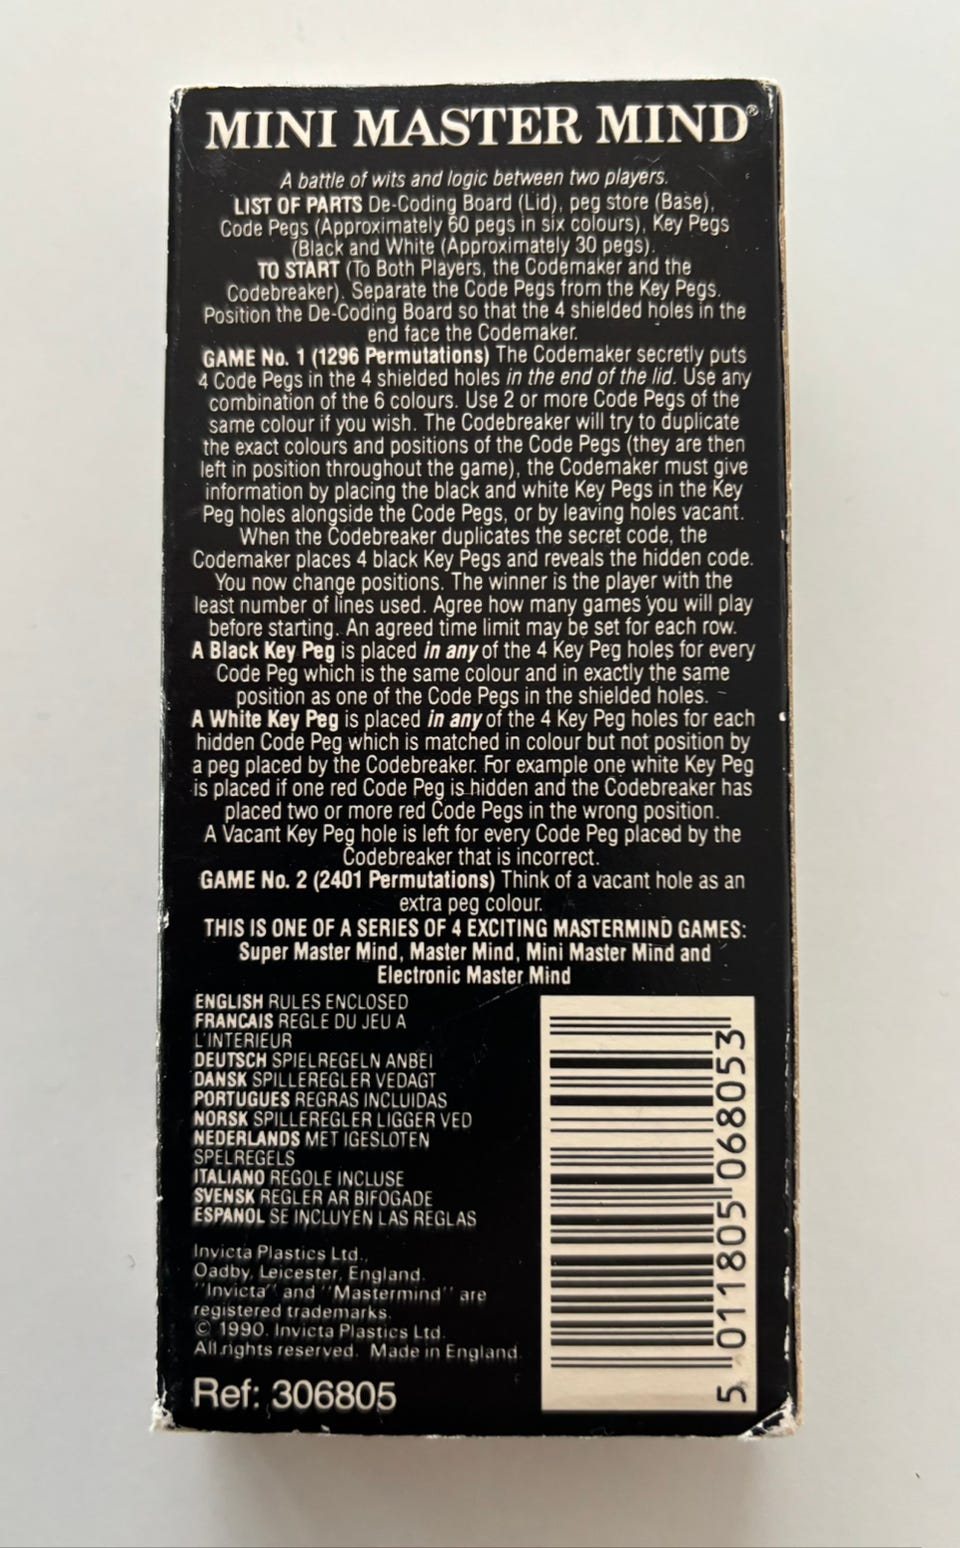 MINI MASTER MIND®
A battle of wits and logic between two players.
LIST OF PARTS De-Coding Board (Lid), peg store (Base),
Code Pegs (Approximately 60 pegs in six colours), Key Pegs
(Black and White (Approximately 30 pegs).
TO START (To Both Players, the Codemaker and the
Codebreaker). Separate the Code Pegs from the Key Pegs.
Position the De-Coding Board so that the 4 shielded holes in the
end face the Codemaker.
GAME No. 1 (1296 Permutations) The Codemaker secretly puts
4 Code Pegs in the 4 shielded holes in the end of the lid. Use any
combination of the 6 colours. Use 2 or more Code Pegs of the
same colour if you wish. The Codebreaker will try to duplicate
the exact colours and positions of the Code Pegs (they are then
left in position throughout the game), the Codemaker must give
information by placing the black and white Key Pegs in the Key
Peg holes alongside the Code Pegs, or by leaving holes vacant.
When the Codebreaker duplicates the secret code, the
Codemaker places 4 black Key Pegs and reveals the hidden code.
You now change positions. The winner is the player with the
least number of lines used. Agree how many games you will play
before starting. An agreed time limit may be set for each row.
A Black Key Peg is placed in any of the 4 Key Peg holes for every
Code Peg which is the same colour and in exactly the same
position as one of the Code Pegs in the shielded holes.
A White Key Peg is placed in any of the 4 Key Peg holes for each
hidden Code Peg which is matched in colour but not position by
a peg placed by the Codebreaker. For example one white Key Peg
is placed if one red Code Peg is hidden and the Codebreaker has
placed two or more red Code Pegs in the wrong position.
A Vacant Key Peg hole is left for every Code Peg placed by the
Codebreaker that is incorrect.
GAME No. 2 (2401 Permutations) Think of a vacant hole as an
extra peg colour.
THIS IS ONE OF A SERIES OF 4 EXCITING MASTERMIND GAMES:
Super Master Mind, Master Mind, Mini Master Mind and
Electronic Master Mind
ENGLISH RULES ENCLOSED
FRANCAIS REGLE DU JEU A
L'INTERIEUR
DEUTSCH SPIELREGELN ANBEI
DANSK SPILLEREGLER VEDAGT
PORTUGUES REGRAS INCLUIDAS
NORSK SPILLEREGLER LIGGER VED
NEDERLANDS MET IGESLOTEN
SPELREGELS
ITALIANO REGOLE INCLUSE
SVENSK REGLER AR BIFOGADE
ESPANOL SE INCLUYEN LAS REGLAS
Invicta Plastics Ltd.,
Oadby, Leicester, England.
"Invicta" and "Mastermind" are
registered trademarks.
© 1990. Invicta Plastics Ltd.
All rights reserved. Made in England.
Ref: 306805
5 011805 068053